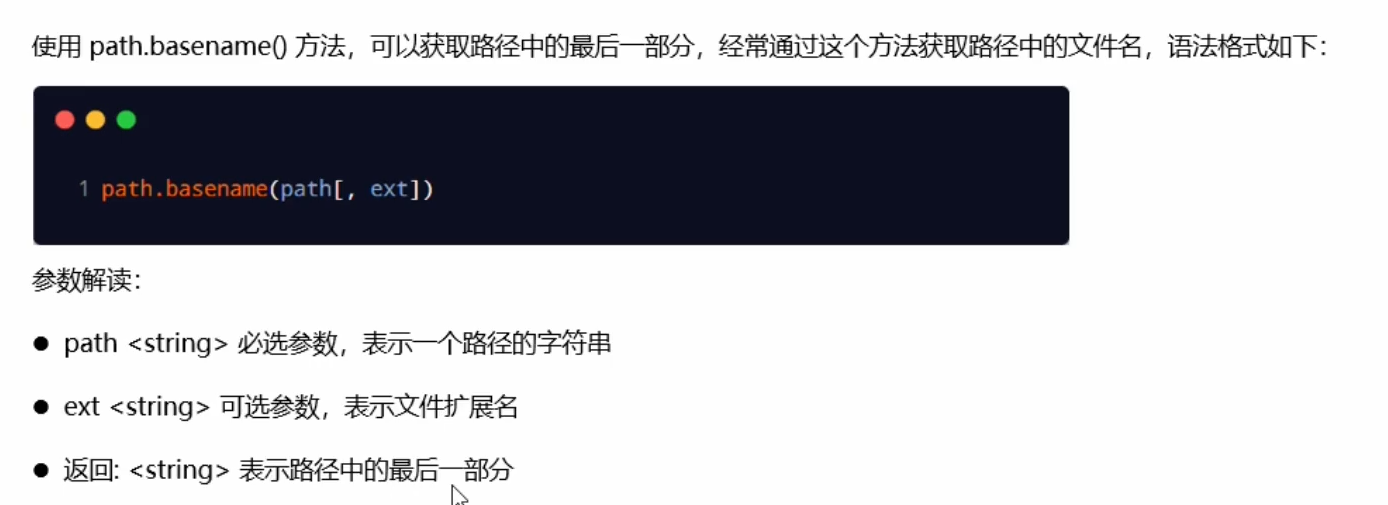 使用 path.basename() 方法，可以获取路径中的最后一部分，经常通过这个方法获取路径中的文件名，语法格式如下：
1 path.basename(path[, ext])
参数解读：
● path <string> 必选参数，表示一个路径的字符串
● ext <string> 可选参数，表示文件扩展名
● 返回: <string> 表示路径中的最后一部分